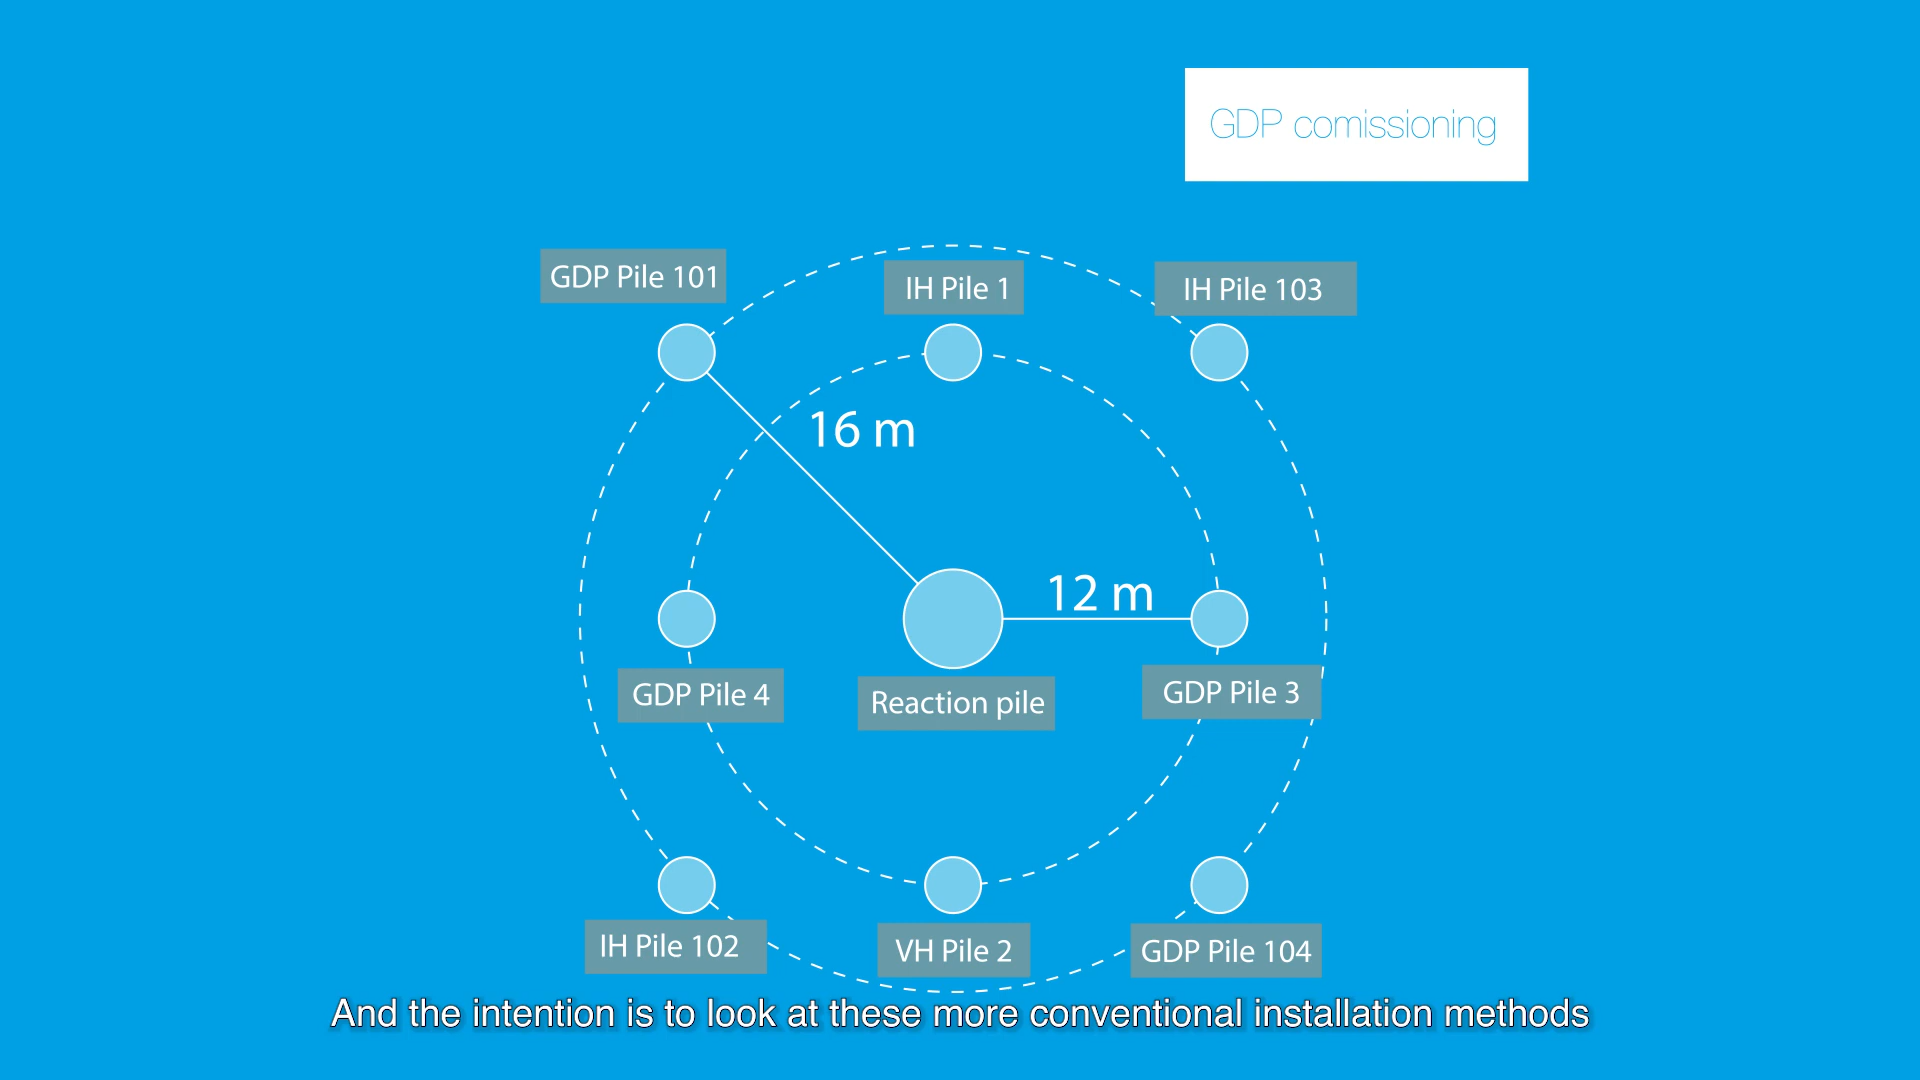 GDP comissioning
GDP Pile 101
IH Pile 1
IH Pile 103
16 m
12 m
GDP Pile 4
Reaction pile
GDP Pile 3
IH Pile 102
VH Pile 2
GDP Pile 104
And the intention is to look at these more conventional installation methods